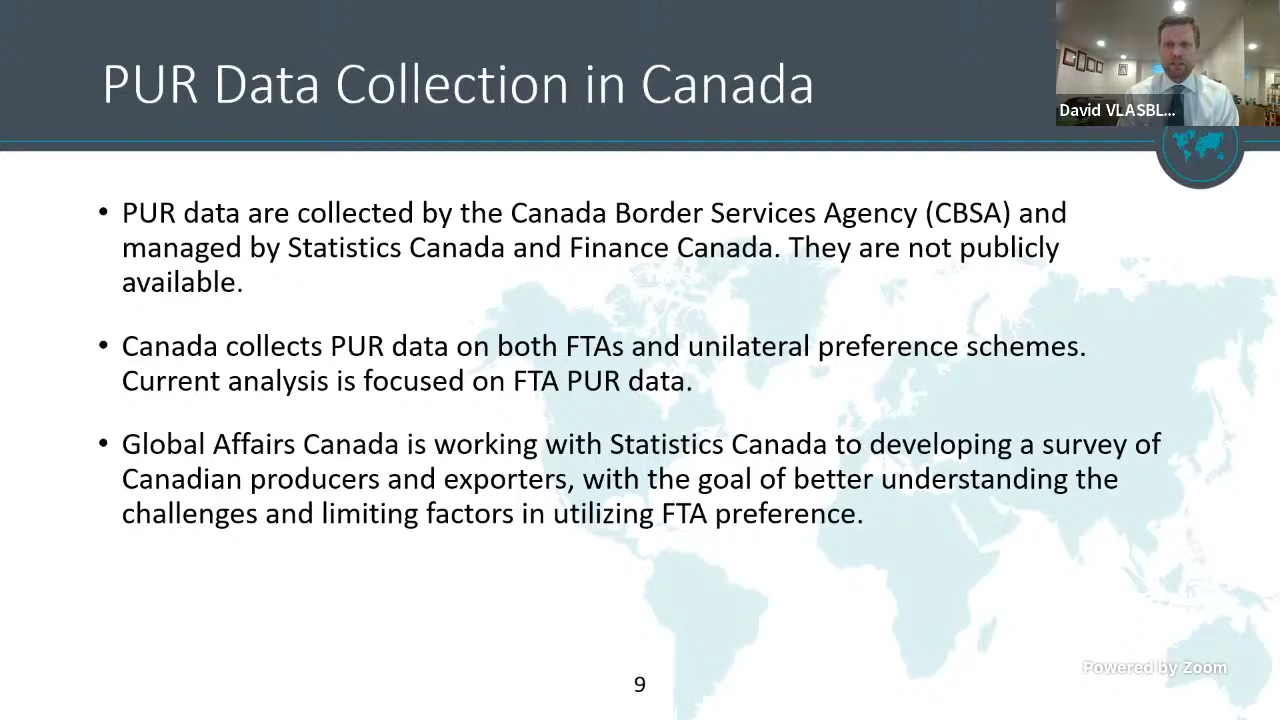 PUR Data Collection in Canada
David VLASBL...
• PUR data are collected by the Canada Border Services Agency (CBSA) and
managed by Statistics Canada and Finance Canada. They are not publicly
available.
• Canada collects PUR data on both FTAs and unilateral preference schemes.
Current analysis is focused on FTA PUR data.
• Global Affairs Canada is working with Statistics Canada to developing a survey of
Canadian producers and exporters, with the goal of better understanding the
challenges and limiting factors in utilizing FTA preference.
Powered by Zoom
9